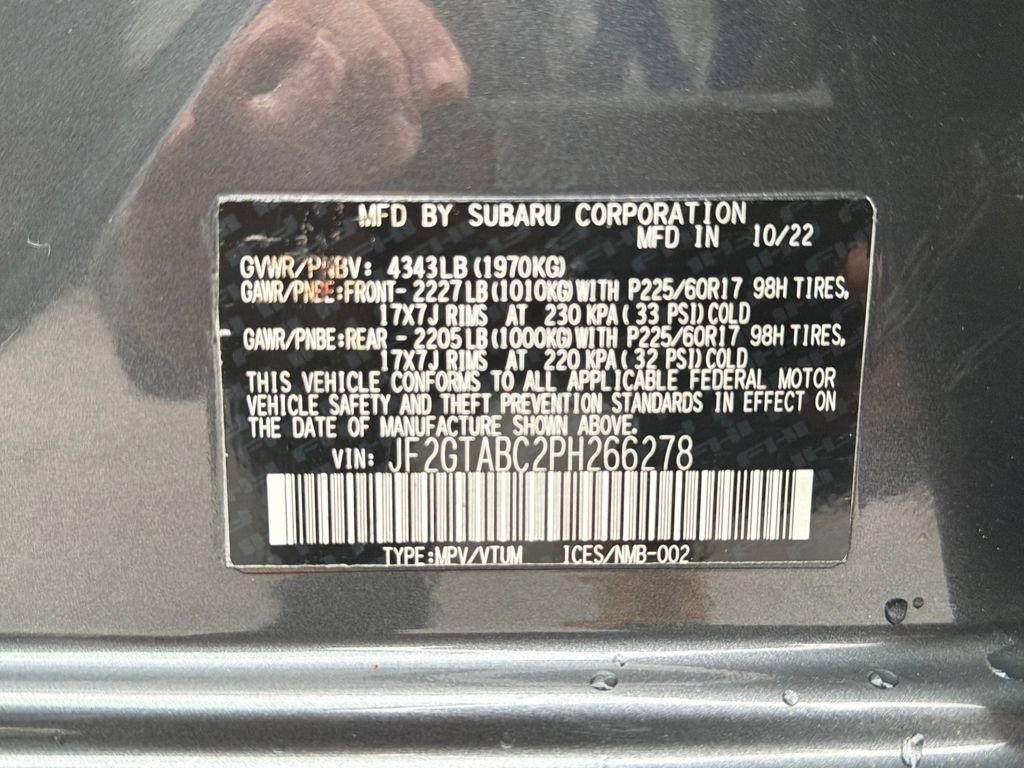 MFD BY SUBARU CORPORATION
MFD IN 10/22
GVWR/PNBV: 4343LB(1970KG)
GAWR/PNBE:FRONT-2227LB(1010KG)WITH P225/60R17 98H TIRES,
17X7J RIMS AT 230 KPA(33 PSI)COLD
GAWR/PNBE:REAR -2205LB(1000KG)WITH P225/60R17 98H TIRES,
17X7J RIMS AT 220 KPA(32 PSI)COLD
THIS VEHICLE CONFORMS TO ALL APPLICABLE FEDERAL MOTOR
VEHICLE SAFETY AND THEFT PREVENTION STANDARDS IN EFFECT ON
THE DATE OF MANUFACTURE SHOWN ABOVE.
VIN: JF2GTABC2PH266278
TYPE:MPV/VTUM ICES/NMB-002